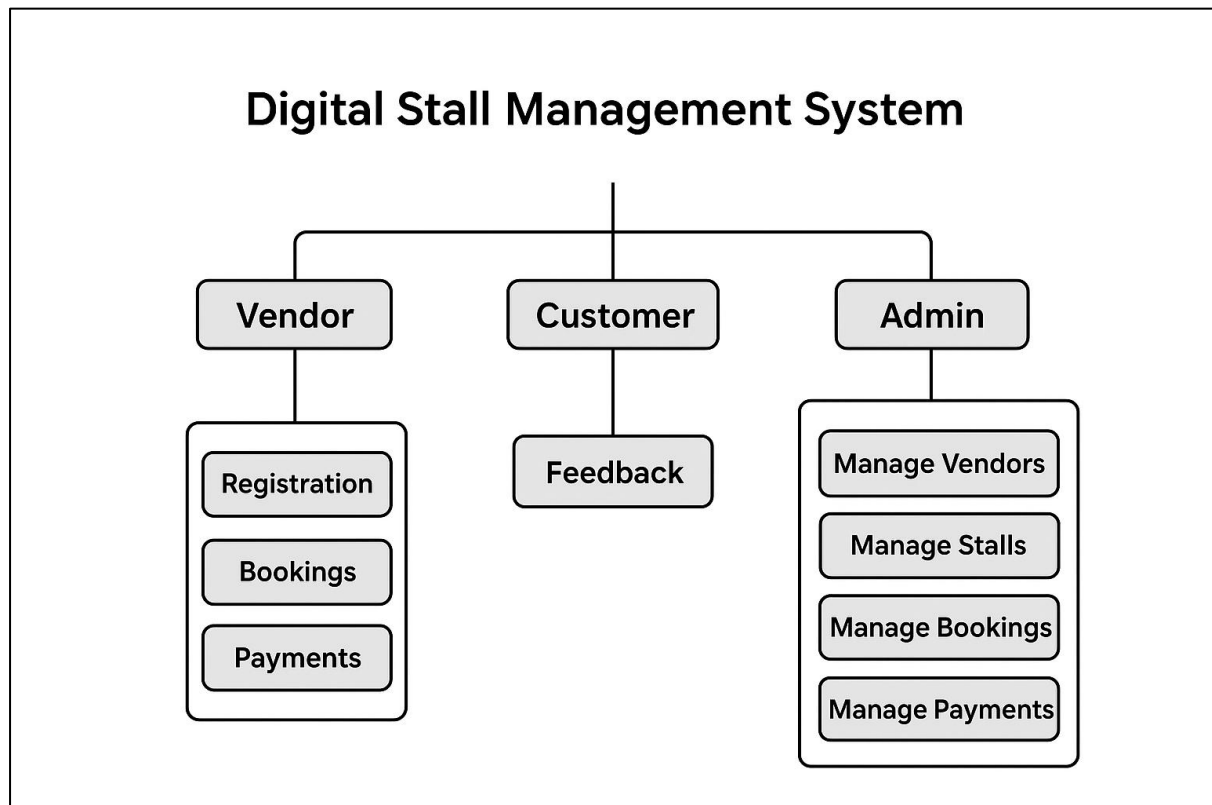 Digital Stall Management System
Vendor
Customer
Admin
Registration
Bookings
Payments
Feedback
Manage Vendors
Manage Stalls
Manage Bookings
Manage Payments